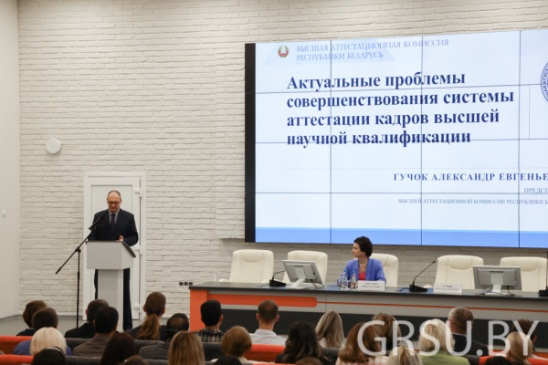 ВЫСШАЯ АТТЕСТАЦИОННАЯ КОМИССИЯ
РЕСПУБЛИКИ БЕЛАРУСЬ
Актуальные проблемы
совершенствования системы
аттестации кадров высшей
научной квалификации
ГУЧОК АЛЕКСАНДР ЕВГЕНЬЕ
ПРЕДСЕ
ВЫСШЕЙ АТТЕСТАЦИОННОЙ КОМИССИИ РЕСПУБЛИКИ Б
GRSU.BY